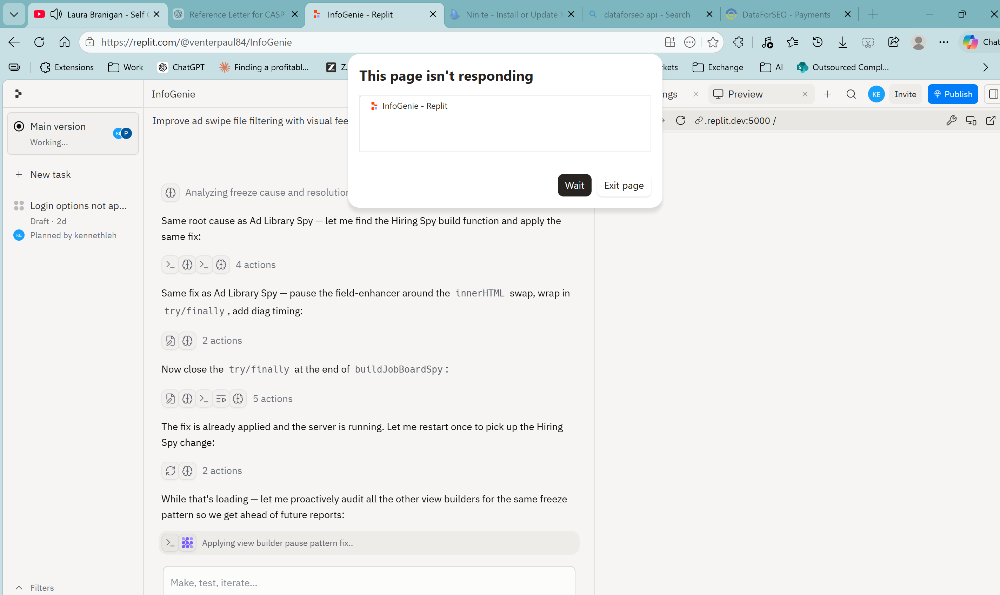 Laura Branigan - Self
Reference Letter for CASP
InfoGenie - Replit
Ninite - Install or Update
dataforseo api - Search
DataForSEO - Payments
https://replit.com/@venterpaul84/InfoGenie
Chat
Extensions
Work
ChatGPT
Finding a profitabl...
Z.
kets
Exchange
AI
Outsourced Compl...
This page isn't responding
InfoGenie - Replit
Wait
Exit page
InfoGenie
ngs
Preview
KE
Invite
Publish
Main version
Working...
KE
P
New task
Login options not ap...
Draft · 2d
KE
Planned by kennethleh
Filters
Improve ad swipe file filtering with visual fee
.replit.dev:5000 /
Analyzing freeze cause and resolution
Same root cause as Ad Library Spy — let me find the Hiring Spy build function and apply the
same fix:
4 actions
Same fix as Ad Library Spy — pause the field-enhancer around the innerHTML swap, wrap in
try/finally, add diag timing:
2 actions
Now close the try/finally at the end of buildJobBoardSpy:
5 actions
The fix is already applied and the server is running. Let me restart once to pick up the Hiring
Spy change:
2 actions
While that's loading — let me proactively audit all the other view builders for the same freeze
pattern so we get ahead of future reports:
Applying view builder pause pattern fix..
Make, test, iterate...